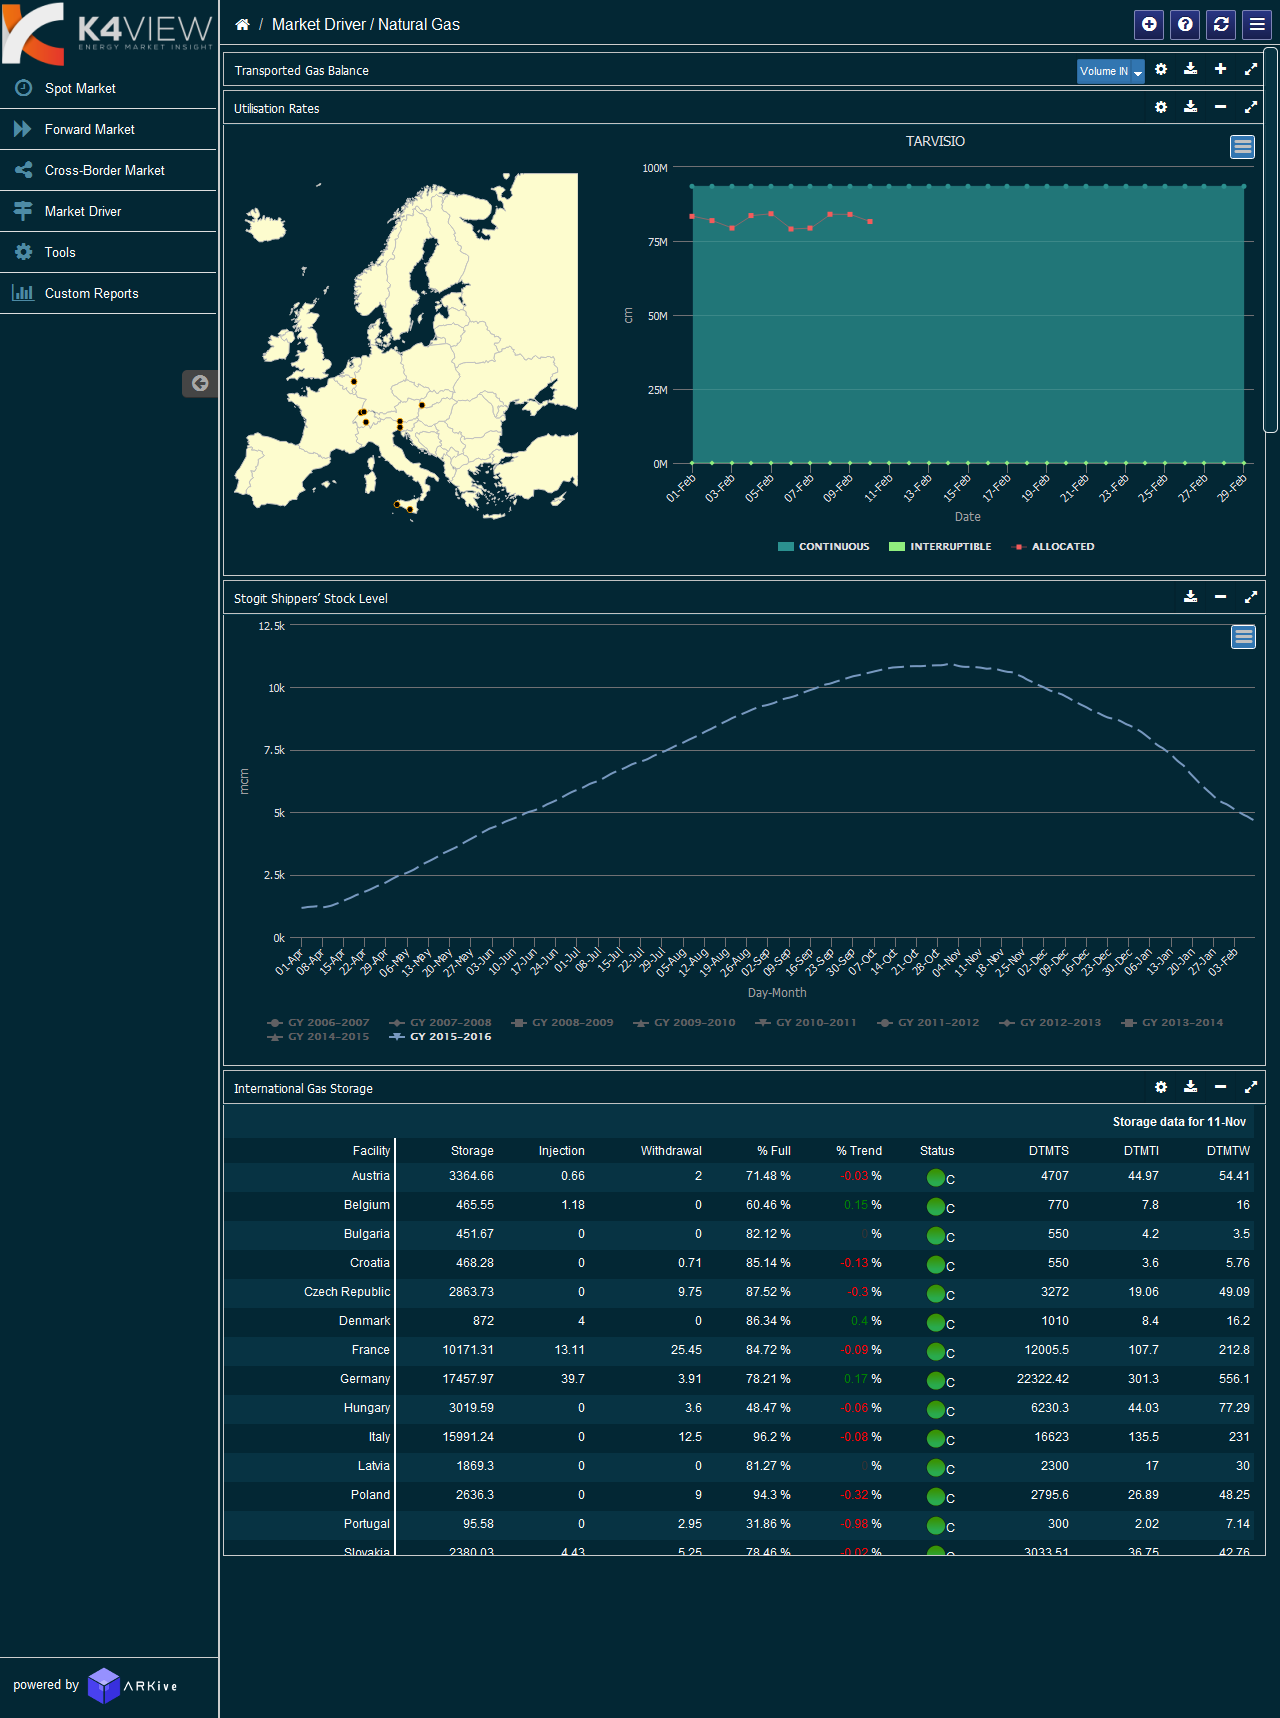 K4VIEW
ENERGY MARKET INSIGHT
Spot Market
Forward Market
Cross-Border Market
Market Driver
Tools
Custom Reports
powered by ARKive
/ Market Driver / Natural Gas
Transported Gas Balance
Volume IN
Utilisation Rates
TARVISIO
100M
75M
50M
25M
0M
cm
01-Feb 03-Feb 05-Feb 07-Feb 09-Feb 11-Feb 13-Feb 15-Feb 17-Feb 19-Feb 21-Feb 23-Feb 25-Feb 27-Feb 29-Feb
Date
CONTINUOUS INTERRUPTIBLE ALLOCATED
Stogit Shippers’ Stock Level
12.5k
10k
7.5k
5k
2.5k
0k
mcm
01-Apr 08-Apr 15-Apr 22-Apr 29-Apr 06-May 13-May 20-May 27-May 03-Jun 10-Jun 17-Jun 24-Jun 01-Jul 08-Jul 15-Jul 22-Jul 29-Jul 05-Aug 12-Aug 19-Aug 26-Aug 02-Sep 09-Sep 16-Sep 23-Sep 30-Sep 07-Oct 14-Oct 21-Oct 28-Oct 04-Nov 11-Nov 18-Nov 25-Nov 02-Dec 09-Dec 16-Dec 23-Dec 30-Dec 06-Jan 13-Jan 20-Jan 27-Jan 03-Feb
Day-Month
GY 2006-2007 GY 2007-2008 GY 2008-2009 GY 2009-2010 GY 2010-2011 GY 2011-2012 GY 2012-2013 GY 2013-2014
GY 2014-2015 GY 2015-2016
International Gas Storage
Storage data for 11-Nov
Facility Storage Injection Withdrawal % Full % Trend Status DTMTS DTMTI DTMTW
Austria 3364.66 0.66 2 71.48 % -0.03 % C 4707 44.97 54.41
Belgium 465.55 1.18 0 60.46 % 0.15 % C 770 7.8 16
Bulgaria 451.67 0 0 82.12 % 0 % C 550 4.2 3.5
Croatia 468.28 0 0.71 85.14 % -0.13 % C 550 3.6 5.76
Czech Republic 2863.73 0 9.75 87.52 % -0.3 % C 3272 19.06 49.09
Denmark 872 4 0 86.34 % 0.4 % C 1010 8.4 16.2
France 10171.31 13.11 25.45 84.72 % -0.09 % C 12005.5 107.7 212.8
Germany 17457.97 39.7 3.91 78.21 % 0.17 % C 22322.42 301.3 556.1
Hungary 3019.59 0 3.6 48.47 % -0.06 % C 6230.3 44.03 77.29
Italy 15991.24 0 12.5 96.2 % -0.08 % C 16623 135.5 231
Latvia 1869.3 0 0 81.27 % 0 % C 2300 17 30
Poland 2636.3 0 9 94.3 % -0.32 % C 2795.6 26.89 48.25
Portugal 95.58 0 2.95 31.86 % -0.98 % C 300 2.02 7.14
Slovakia 2380.03 4.43 5.25 78.46 % -0.02 % C 3033.51 36.75 42.76